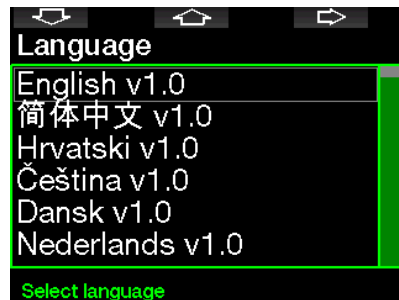 Language
English v1.0
简体中文 v1.0
Hrvatski v1.0
Čeština v1.0
Dansk v1.0
Nederlands v1.0
Select language